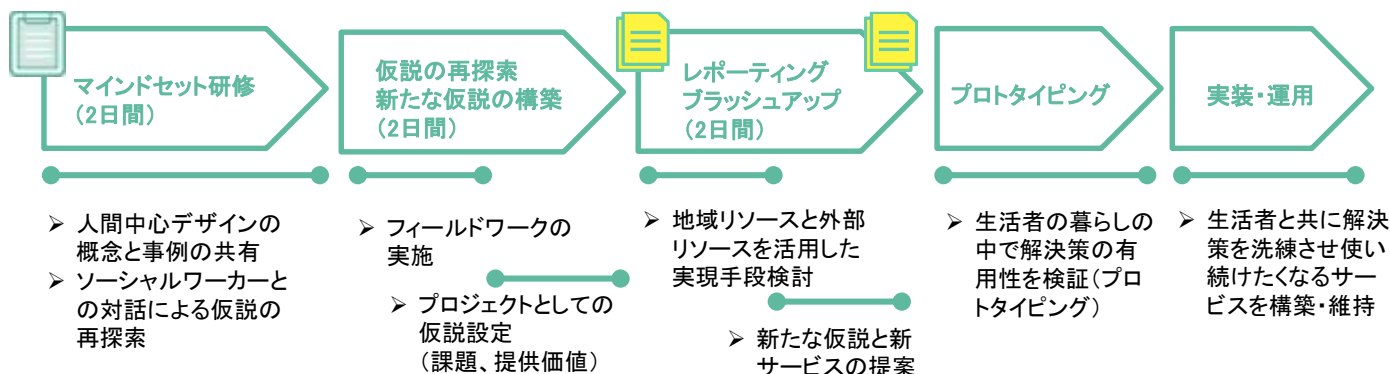 マインドセット研修
(2日間)
仮説の再探索
新たな仮説の構築
(2日間)
レポーティング
ブラッシュアップ
(2日間)
プロトタイピング
実装・運用
➢ 人間中心デザインの
概念と事例の共有
➢ ソーシャルワーカーと
の対話による仮説の
再探索
➢ フィールドワークの
実施
➢ プロジェクトとしての
仮説設定
(課題、提供価値)
➢ 地域リソースと外部
リソースを活用した
実現手段検討
➢ 新たな仮説と新
サービスの提案
➢ 生活者の暮らしの
中で解決策の有
用性を検証(プロ
トタイピング)
➢ 生活者と共に解決
策を洗練させ使い
続けたくなるサー
ビスを構築・維持